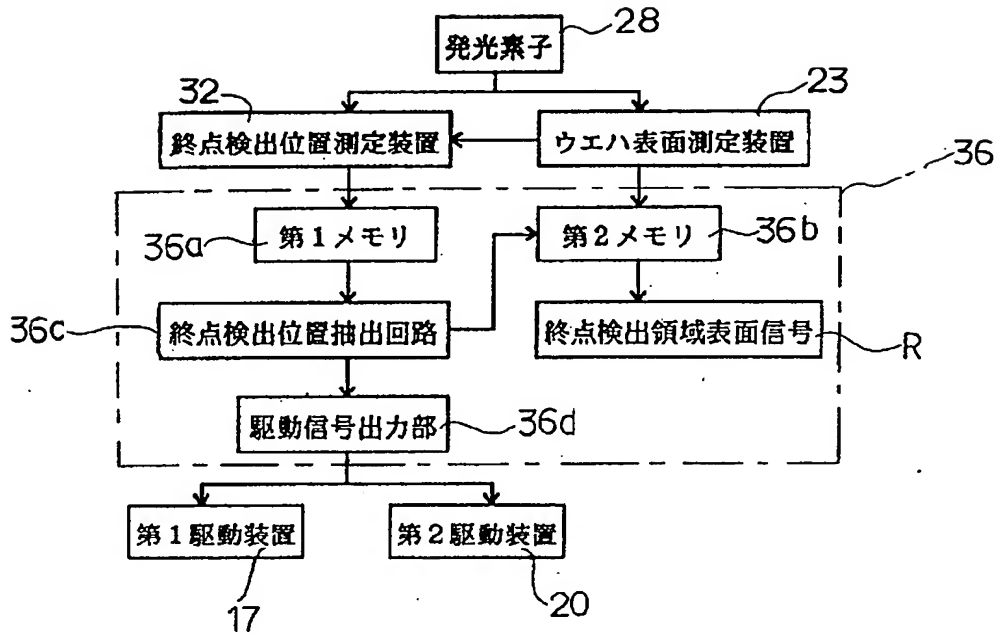 発光素子
28
32
23
終点検出位置測定装置
ウエハ表面測定装置
36
36a
第1メモリ
第2メモリ
36b
36c
終点検出位置抽出回路
終点検出領域表面信号
R
駆動信号出力部
36d
第1駆動装置
第2駆動装置
17
20